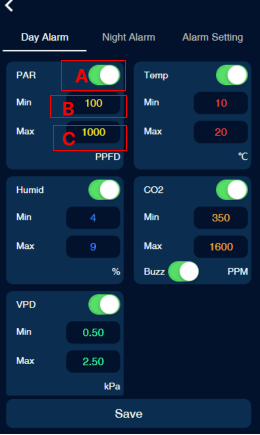 Day Alarm Night Alarm Alarm Setting
PAR A
Min B 100
Max C 1000
PPFD
Temp
Min 10
Max 20
℃
Humid
Min 4
Max 9
%
CO2
Min 350
Max 1600
Buzz PPM
VPD
Min 0.50
Max 2.50
kPa
Save